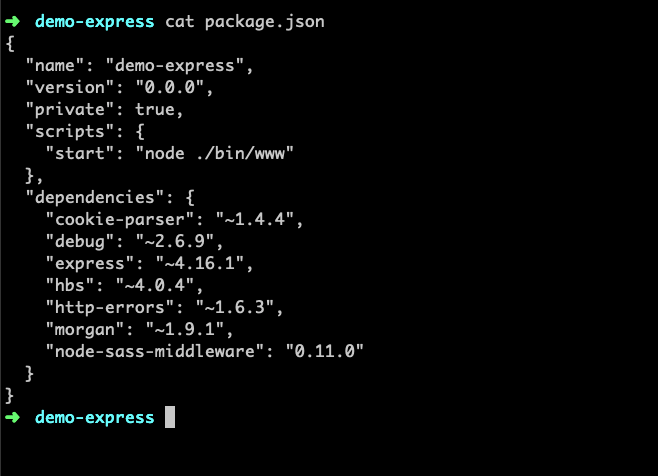 ➜ demo-express cat package.json
{
  "name": "demo-express",
  "version": "0.0.0",
  "private": true,
  "scripts": {
    "start": "node ./bin/www"
  },
  "dependencies": {
    "cookie-parser": "~1.4.4",
    "debug": "~2.6.9",
    "express": "~4.16.1",
    "hbs": "~4.0.4",
    "http-errors": "~1.6.3",
    "morgan": "~1.9.1",
    "node-sass-middleware": "0.11.0"
  }
}
➜ demo-express